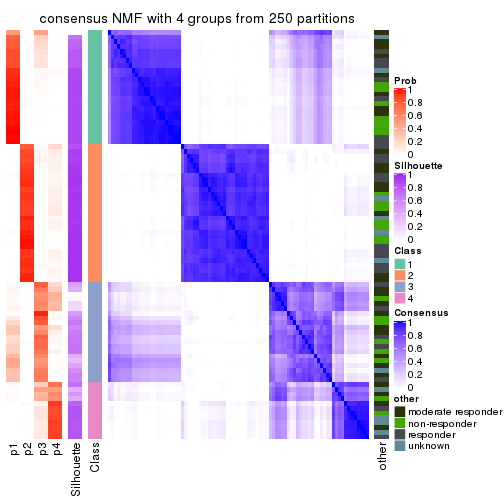 consensus NMF with 4 groups from 250 partitions
Prob
1
0.8
0.6
0.4
0.2
0
Silhouette
1
0.8
0.6
0.4
0.2
0
Class
1
2
3
4
Consensus
1
0.8
0.6
0.4
0.2
0
other
moderate responder
non-responder
responder
unknown
p1
p2
p3
p4
Silhouette
Class
other